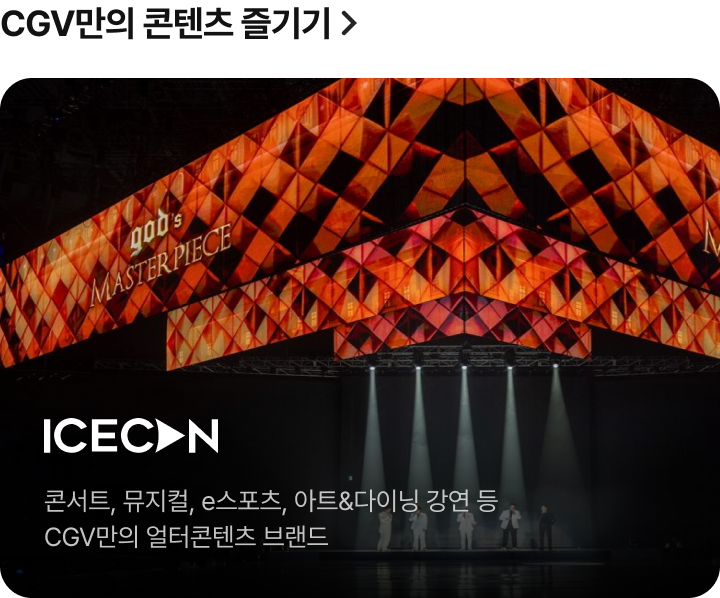 CGV만의 콘텐츠 즐기기 >
god's
MASTERPIECE
M
ICECON
콘서트, 뮤지컬, e스포츠, 아트&다이닝 강연 등
CGV만의 얼터콘텐츠 브랜드